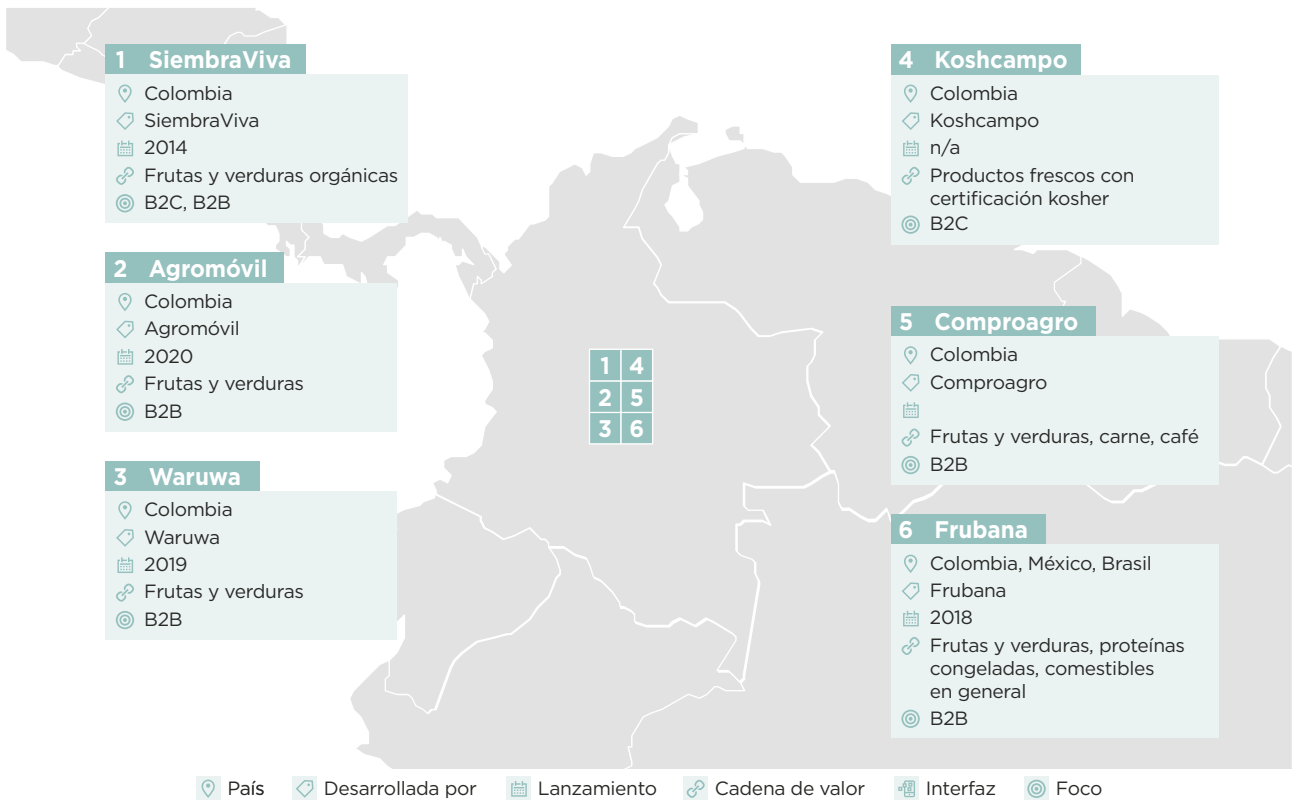 1 SiembraViva
Colombia
SiembraViva
2014
Frutas y verduras orgánicas
B2C, B2B
2 Agromóvil
Colombia
Agromóvil
2020
Frutas y verduras
B2B
3 Waruwa
Colombia
Waruwa
2019
Frutas y verduras
B2B
1 4
2 5
3 6
4 Koshcampo
Colombia
Koshcampo
n/a
Productos frescos con
certificación kosher
B2C
5 Comproagro
Colombia
Comproagro
Frutas y verduras, carne, café
B2B
6 Frubana
Colombia, México, Brasil
Frubana
2018
Frutas y verduras, proteínas
congeladas, comestibles
en general
B2B
País Desarrollada por Lanzamiento Cadena de valor Interfaz Foco